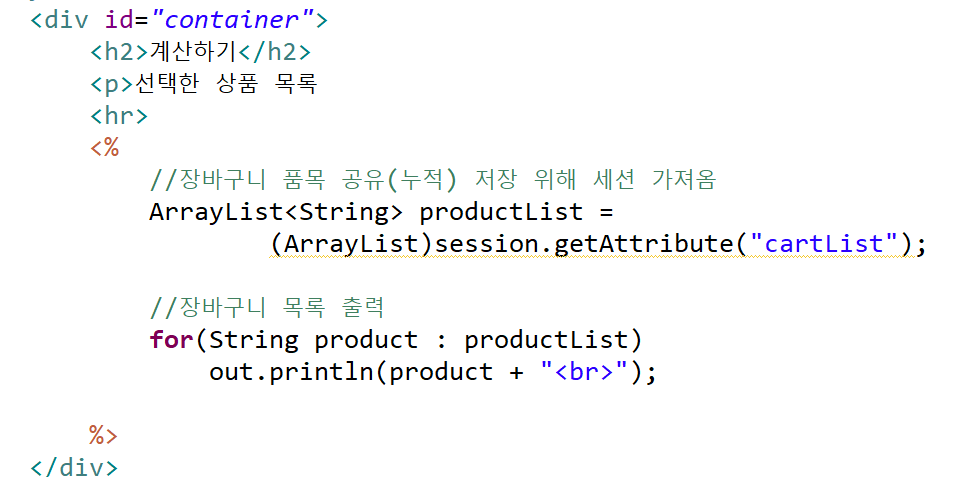 <div id="container">
<h2>계산하기</h2>
<p>선택한 상품 목록
<hr>
<%
//장바구니 품목 공유(누적) 저장 위해 세션 가져옴
ArrayList<String> productList =
(ArrayList)session.getAttribute("cartList");
//장바구니 목록 출력
for(String product : productList)
out.println(product + "<br>");
%>
</div>